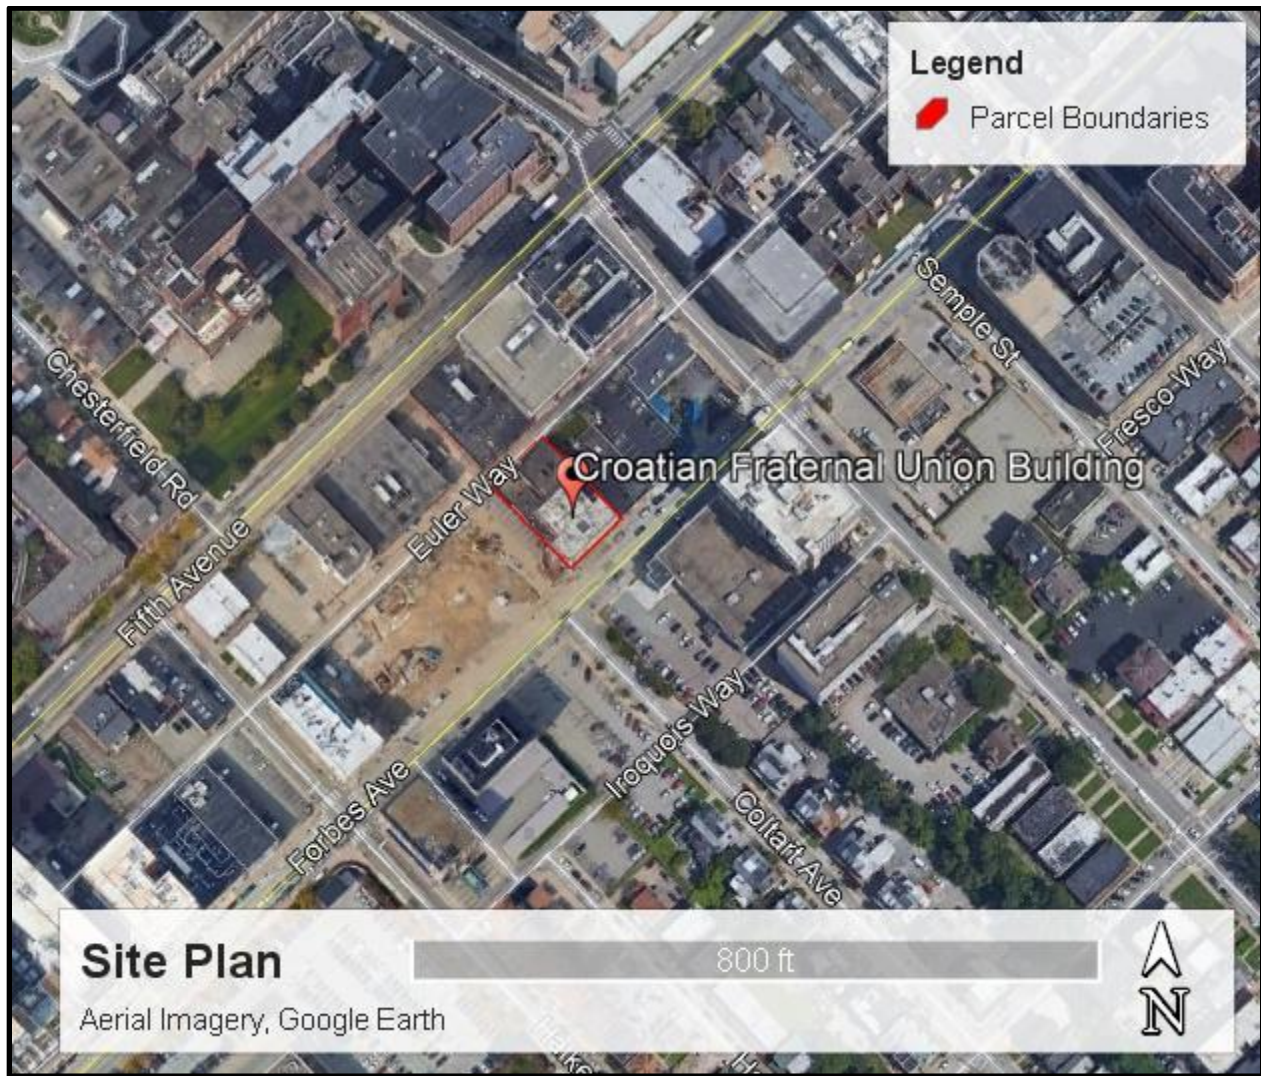 Legend
Parcel Boundaries
Semple St
Fresco Way
Chesterfield Rd
Croatian Fraternal Union Building
Euler Way
Fifth Avenue
Iroquois Way
Forbes Ave
Coltart Ave
Site Plan
800 ft
Aerial Imagery, Google Earth
N